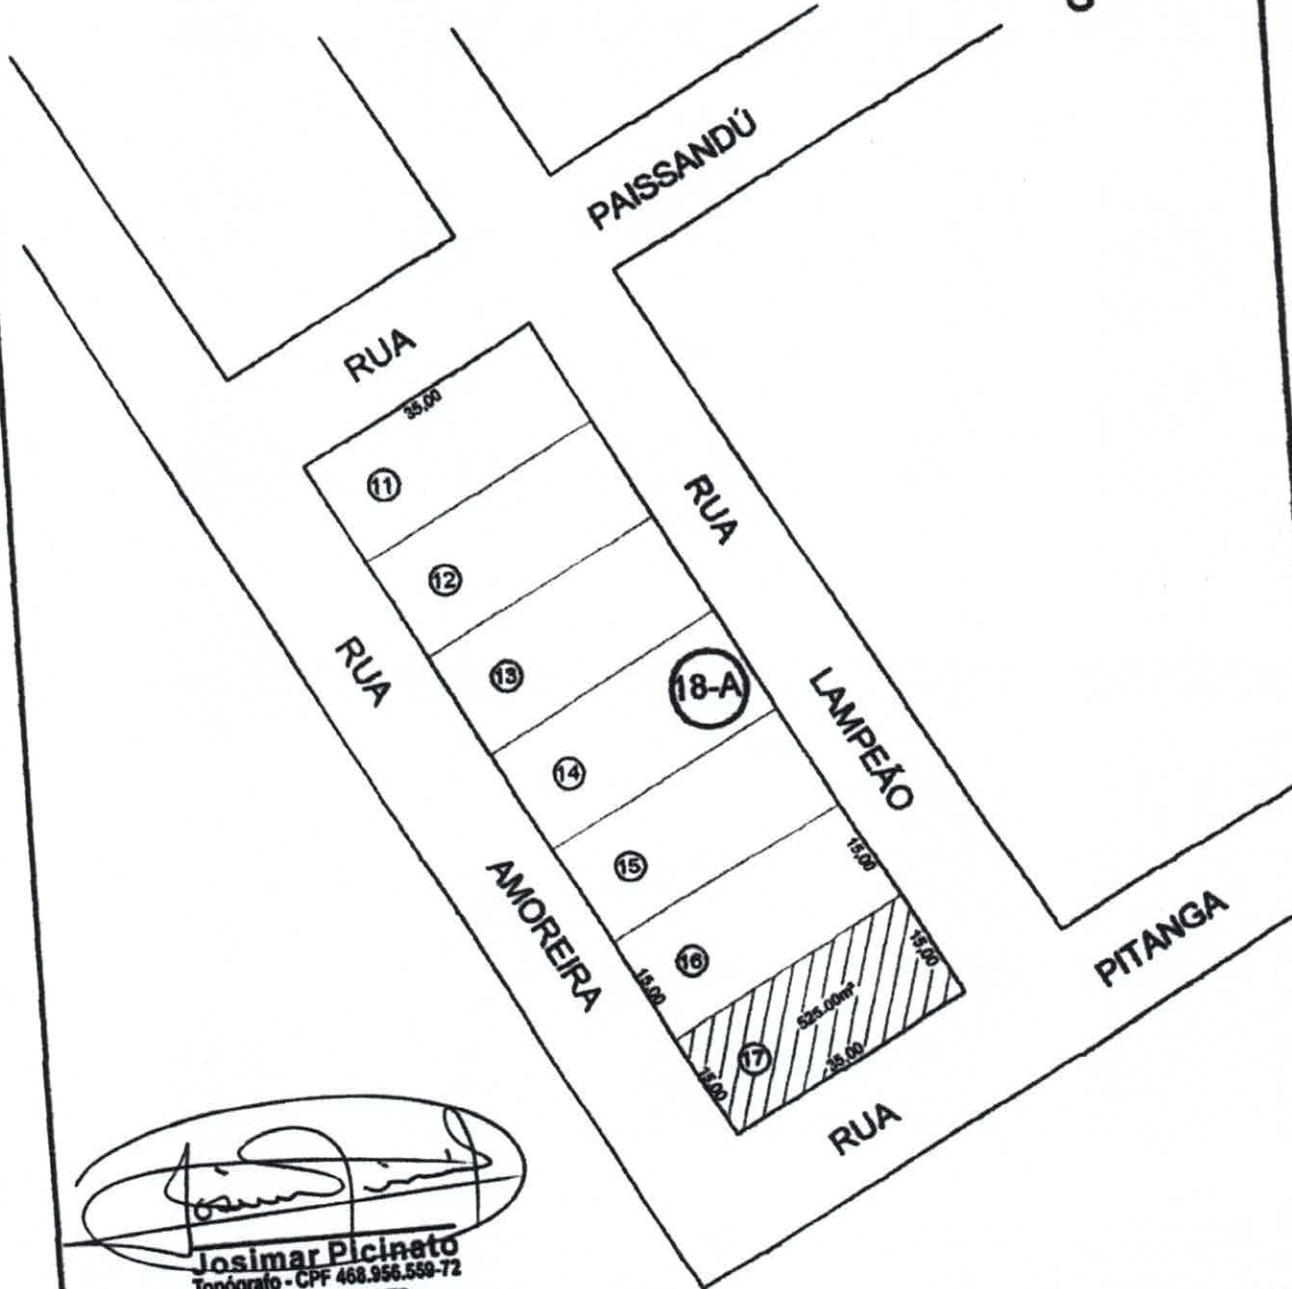 PAISSANDÚ
RUA
35,00
11
RUA
12
RUA
13
18-A
LAMPEÃO
14
15,00
15
AMOREIRA
PITANGA
16
15,00
15,00
525.00m²
17
35,00
15,00
RUA
Josimar Picinato
Topógrafo - CPF 468.956.559-72